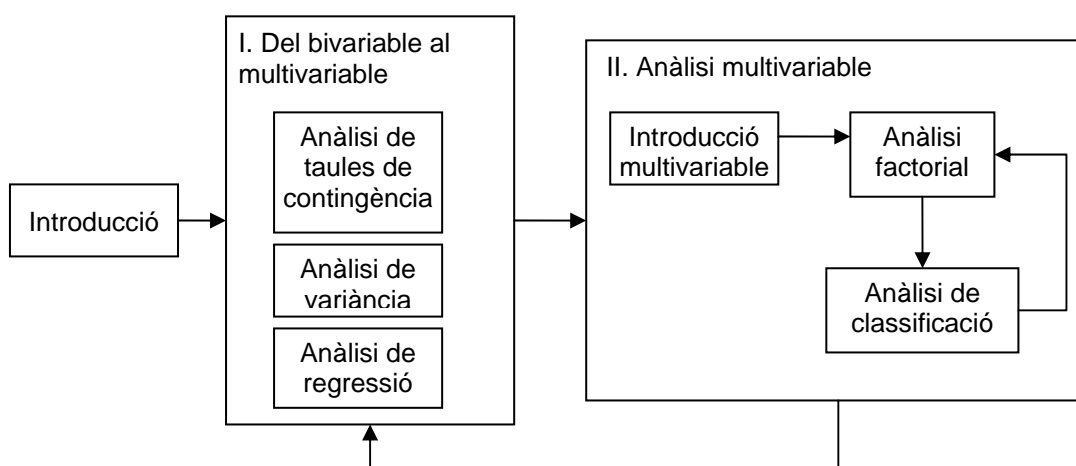 Introducció
I. Del bivariable al
multivariable
Anàlisi de
taules de
contingència
Anàlisi de
variància
Anàlisi de
regressió
II. Anàlisi multivariable
Introducció
multivariable
Anàlisi
factorial
Anàlisi de
classificació